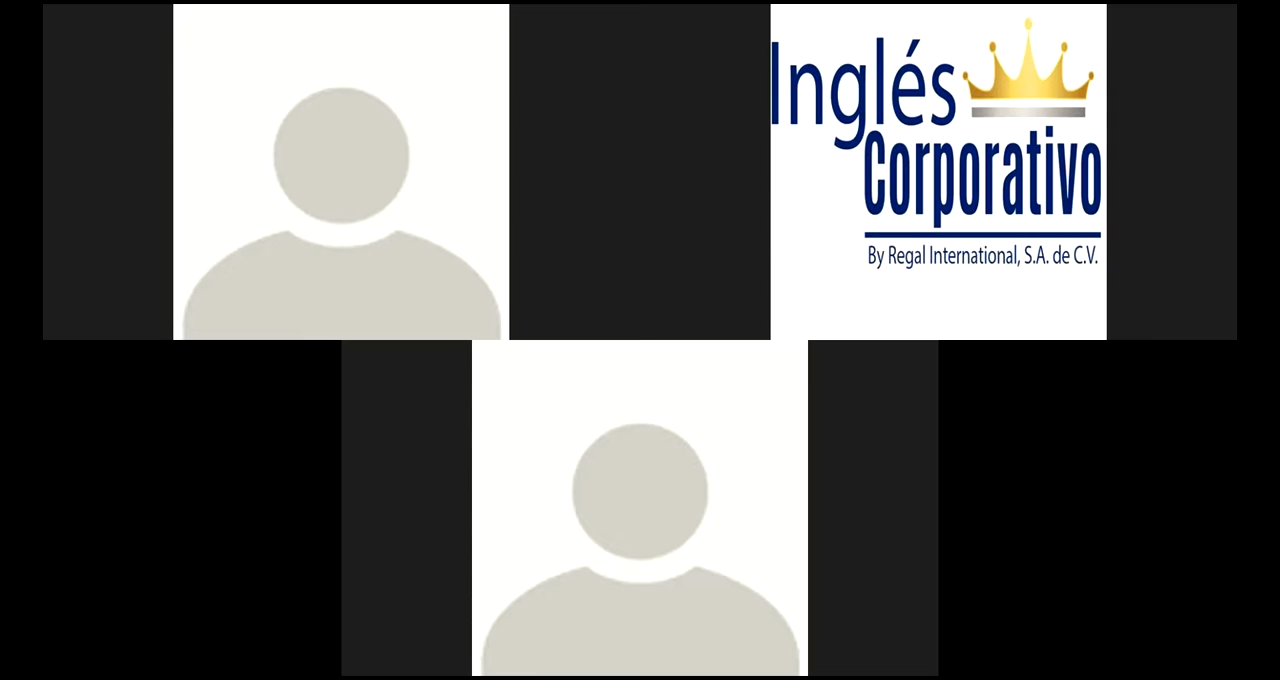 Inglés
Corporativo
By Regal International, S.A. de C.V.